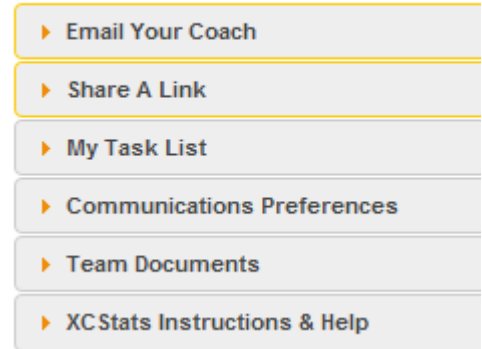 Email Your Coach
Share A Link
My Task List
Communications Preferences
Team Documents
XCStats Instructions & Help